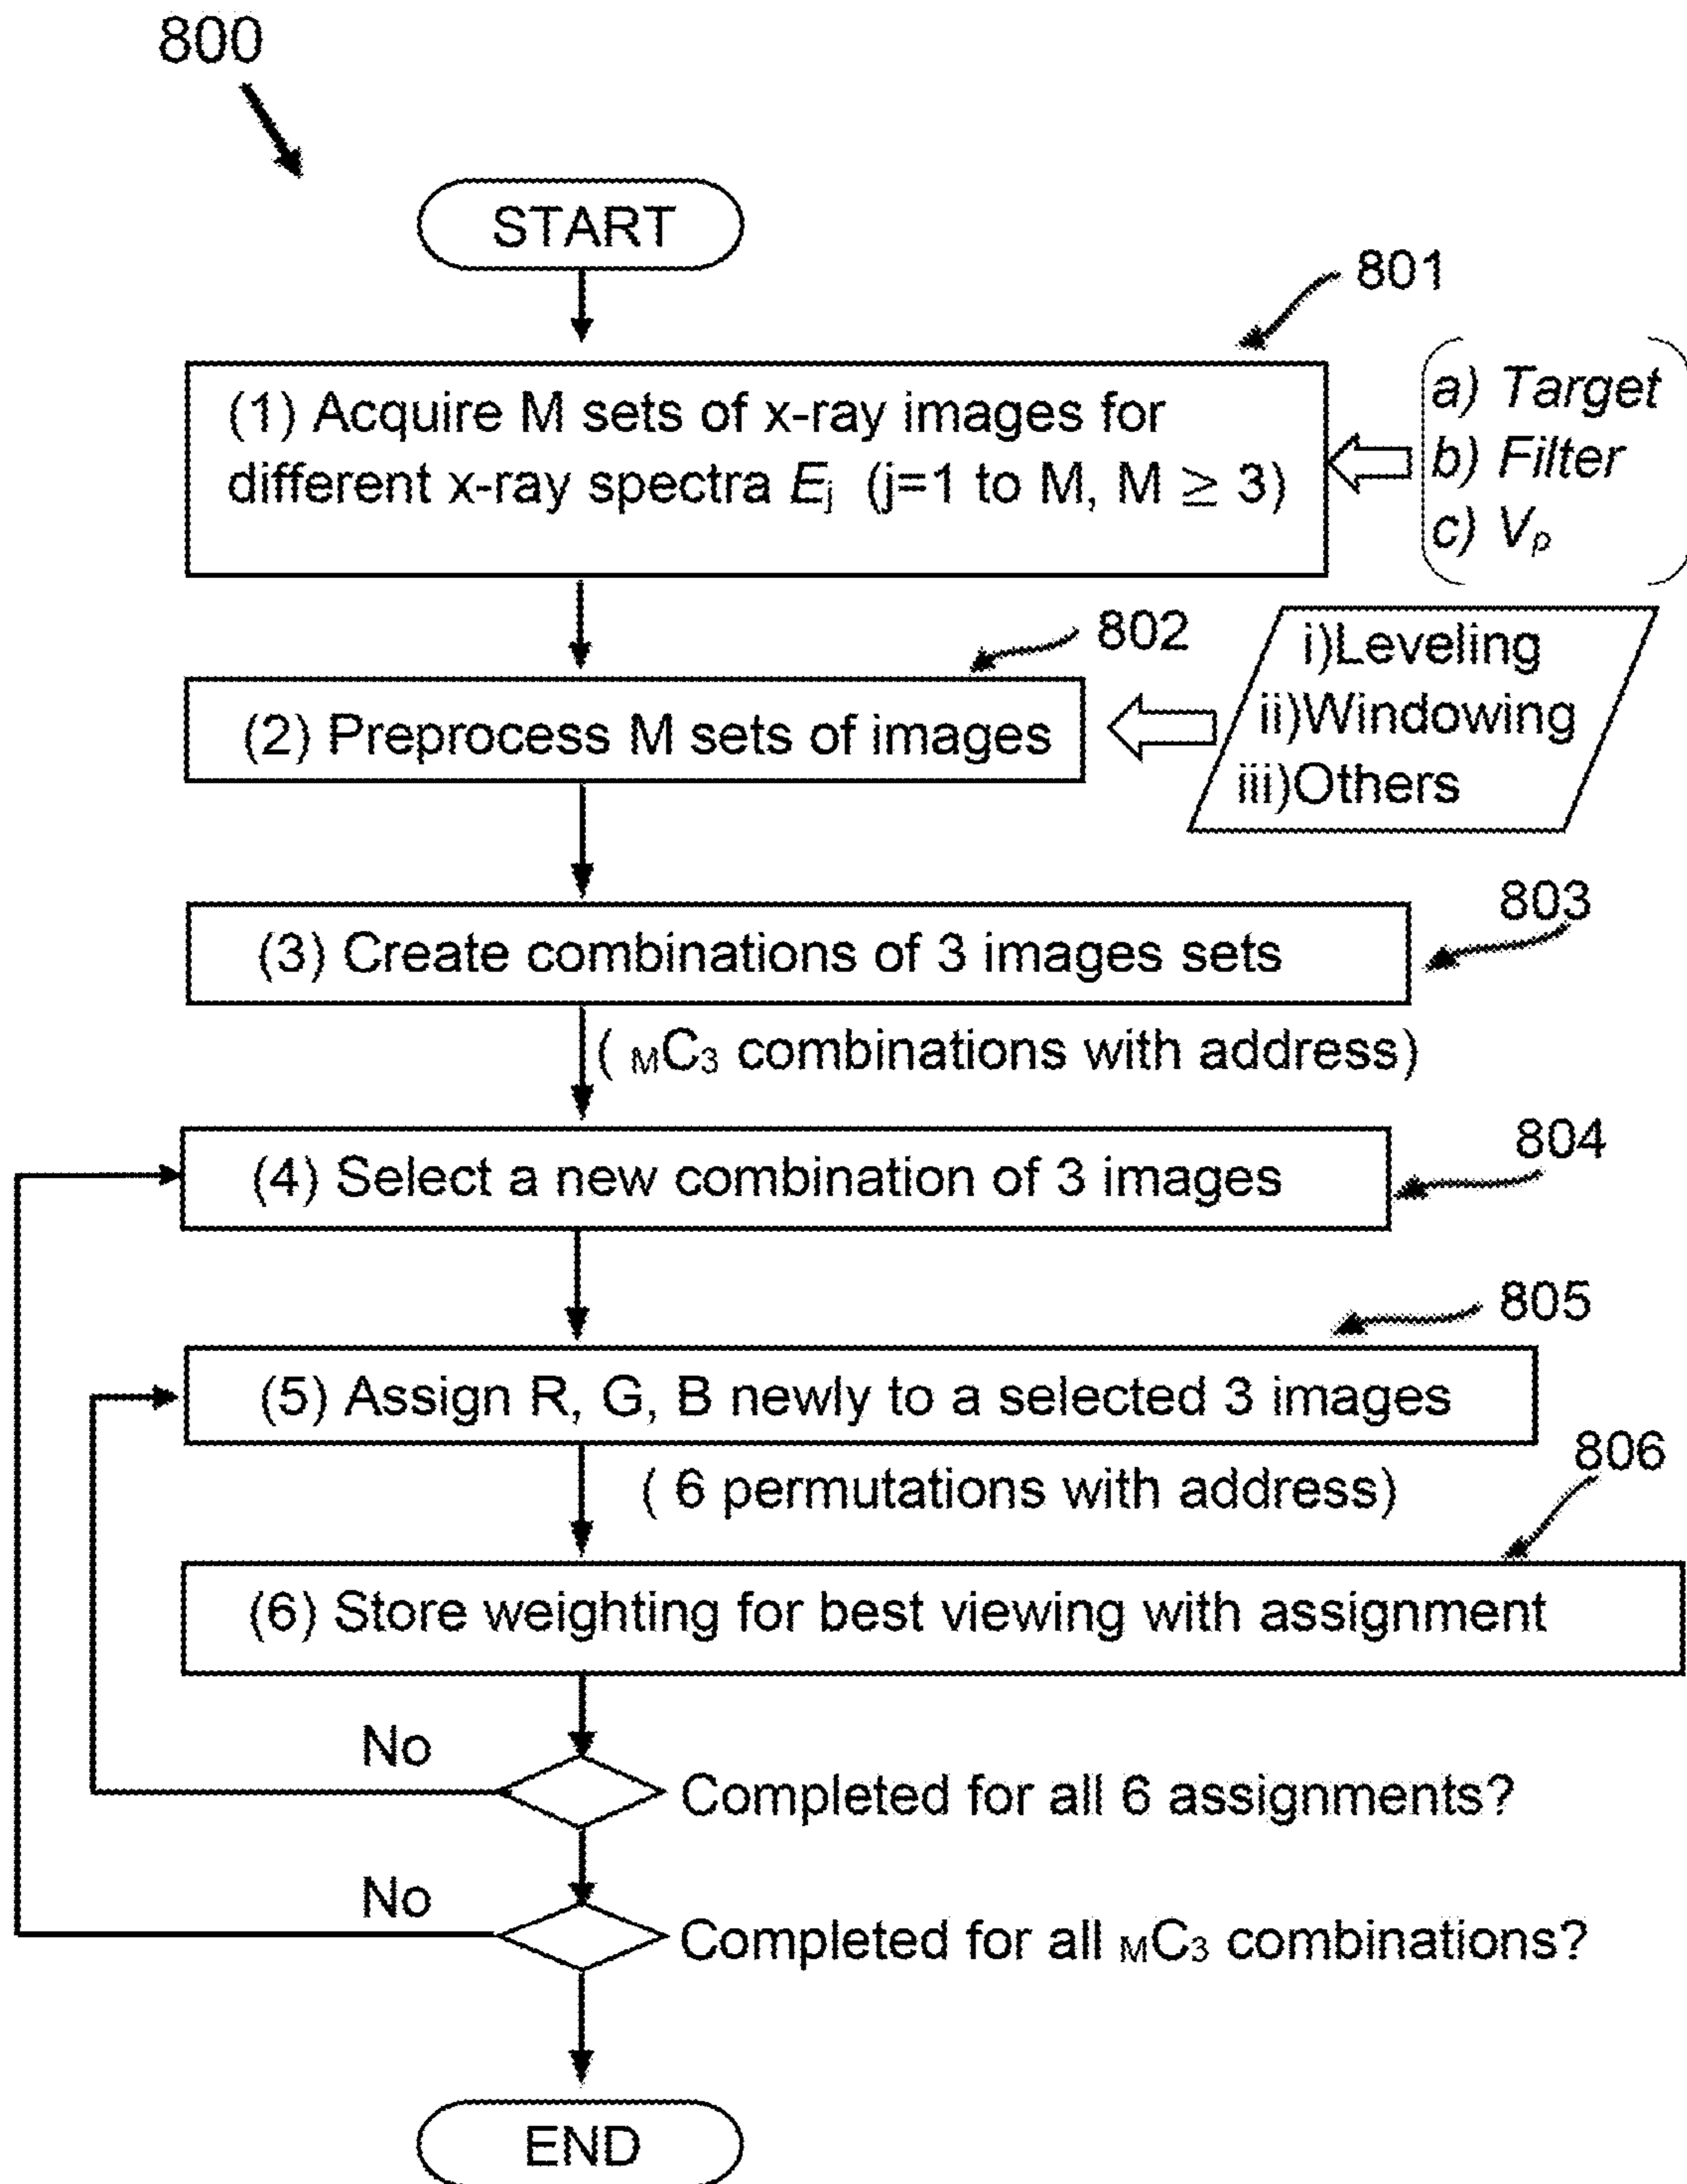 800
START
801
(1) Acquire M sets of x-ray images for
different x-ray spectra Ej (j=1 to M, M ≥ 3)
a) Target
b) Filter
c) Vp
802
(2) Preprocess M sets of images
i)Leveling
ii)Windowing
iii)Others
803
(3) Create combinations of 3 images sets
( MC3 combinations with address)
804
(4) Select a new combination of 3 images
805
(5) Assign R, G, B newly to a selected 3 images
( 6 permutations with address)
806
(6) Store weighting for best viewing with assignment
No
Completed for all 6 assignments?
No
Completed for all MC3 combinations?
END